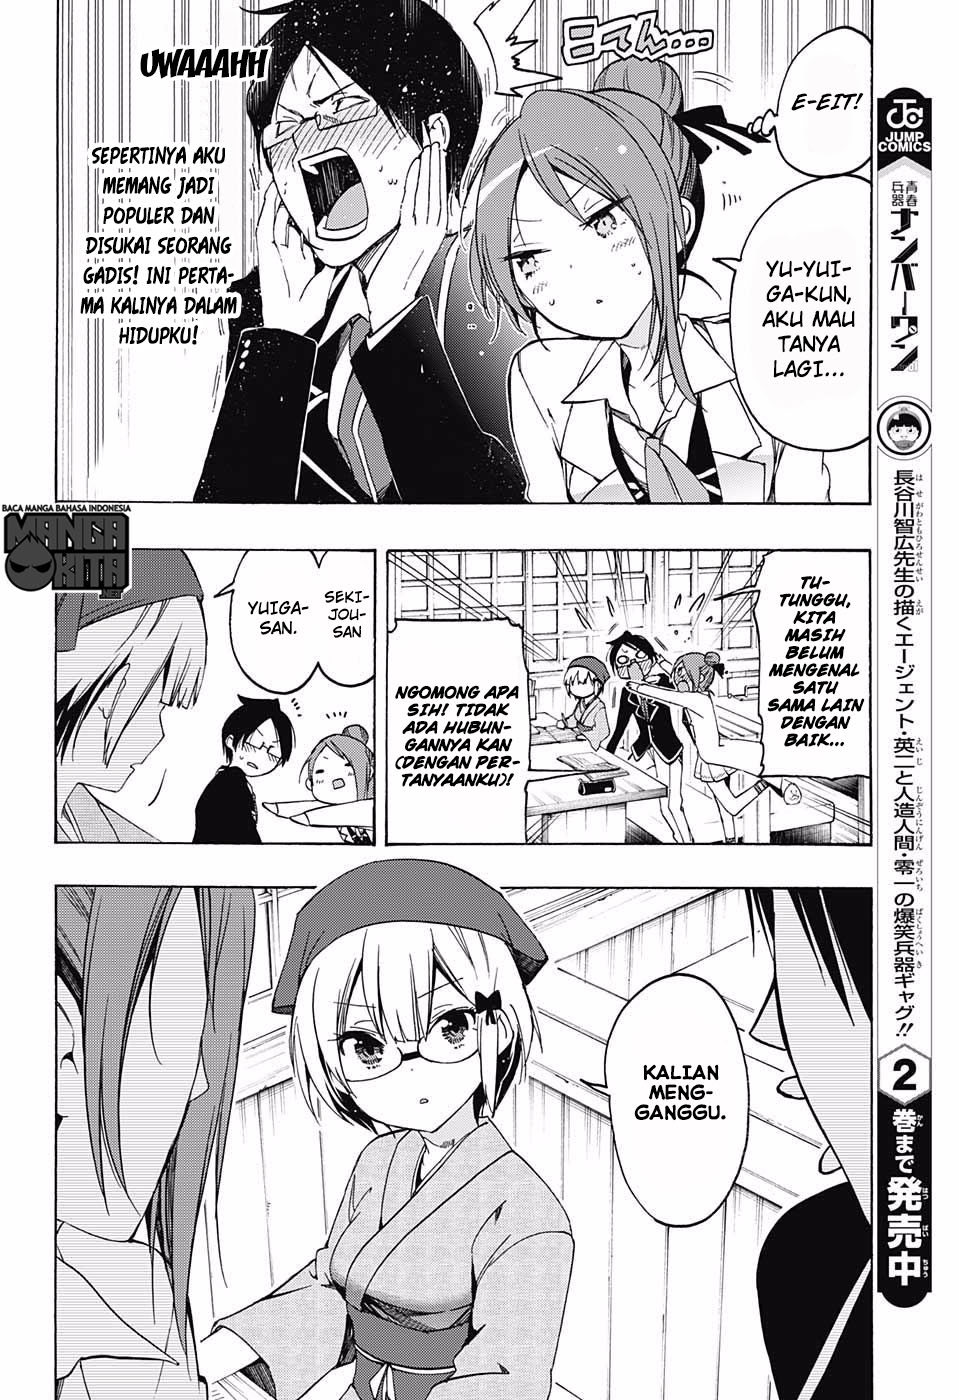 E-EIT!
YU-YUI-
GA-KUN,
AKU MAU
TANYA
LAGI...
日てん....
UWAAAHH
SEPERTINYA AKU
MEMANG JADI
POPULER DAN
DISUKAI SEORANG
GADIS! INI PERTA-
MA KALINYA DALAM
HIDUPKU!
BACA MANGA BAHASA INDONESIA
MANGA
KITA
TU-
TUNGGU,
KITA
MASIH
BELUM
MENGENAL
SATU
SAMA LAIN
DENGAN
BAIK...
NGOMONG APA
SIH! TIDAK
ADA HUBUN-
GANNYA KAN
(DENGAN PER-
TANYAANKU)!
SEKI-
JOU-
SAN
YUIGA-
SAN.
KALIAN
MENG-
GANGGU.
JC
JUMP
COMICS
青春
兵器
ナンバーワン
長谷川智広先生の描くエージェント・英二と人造人間・零一の爆笑兵器ギャグ!!
2
巻まで発売中